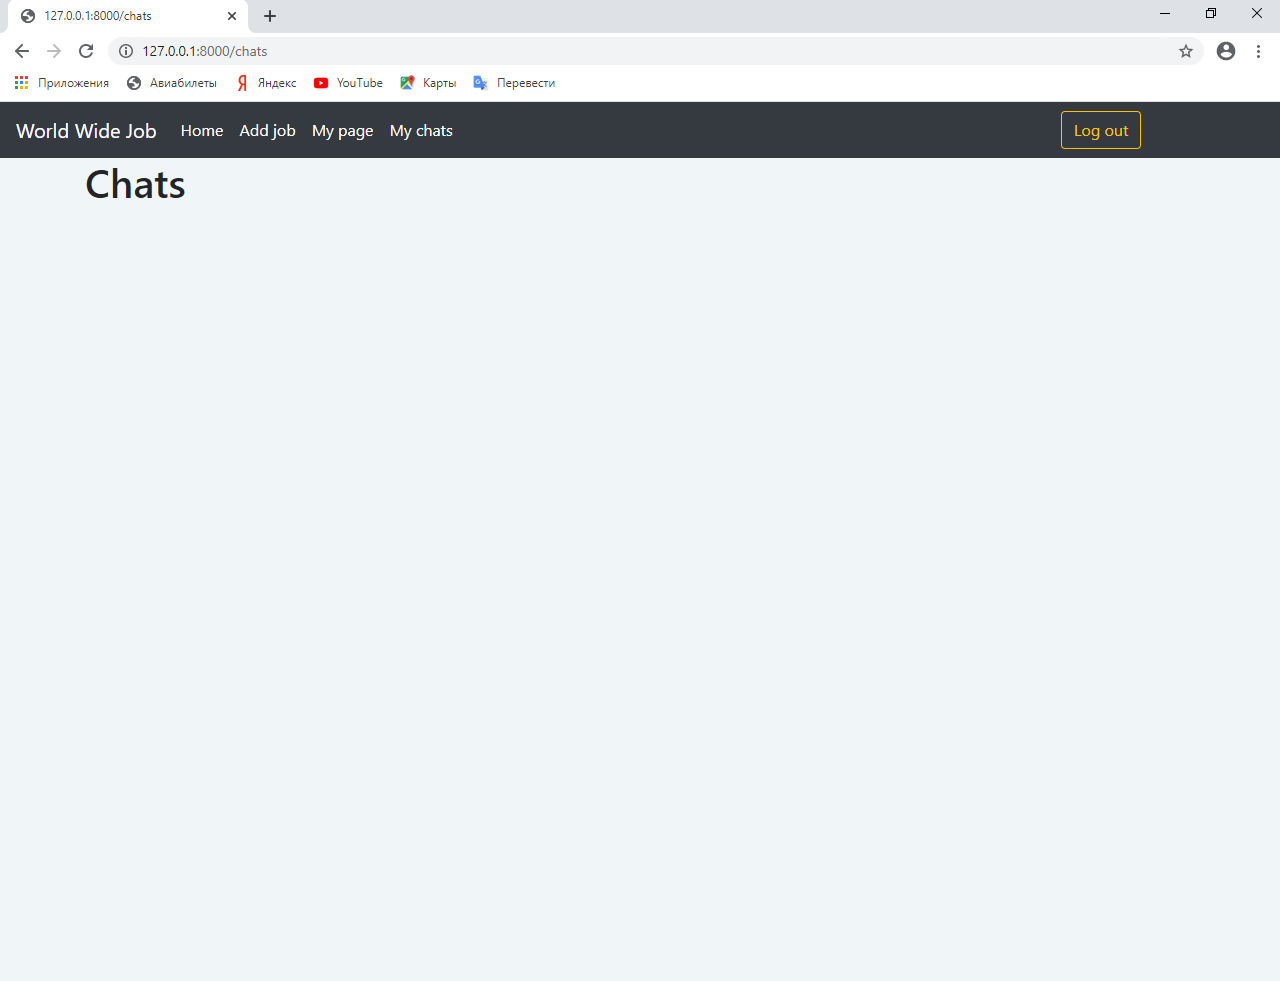 127.0.0.1:8000/chats
127.0.0.1:8000/chats
Приложения Авиабилеты Яндекс YouTube Карты Перевести
World Wide Job Home Add job My page My chats Log out
Chats